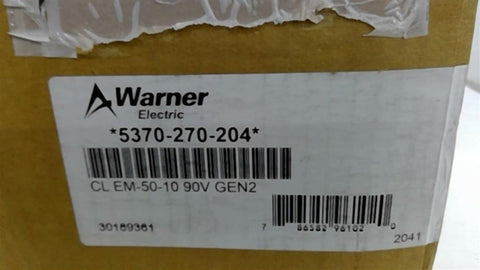 Warner
Electric
*5370-270-204*
CL EM-50-10 90V GEN2
30189361
7 86582 96102 0
2041